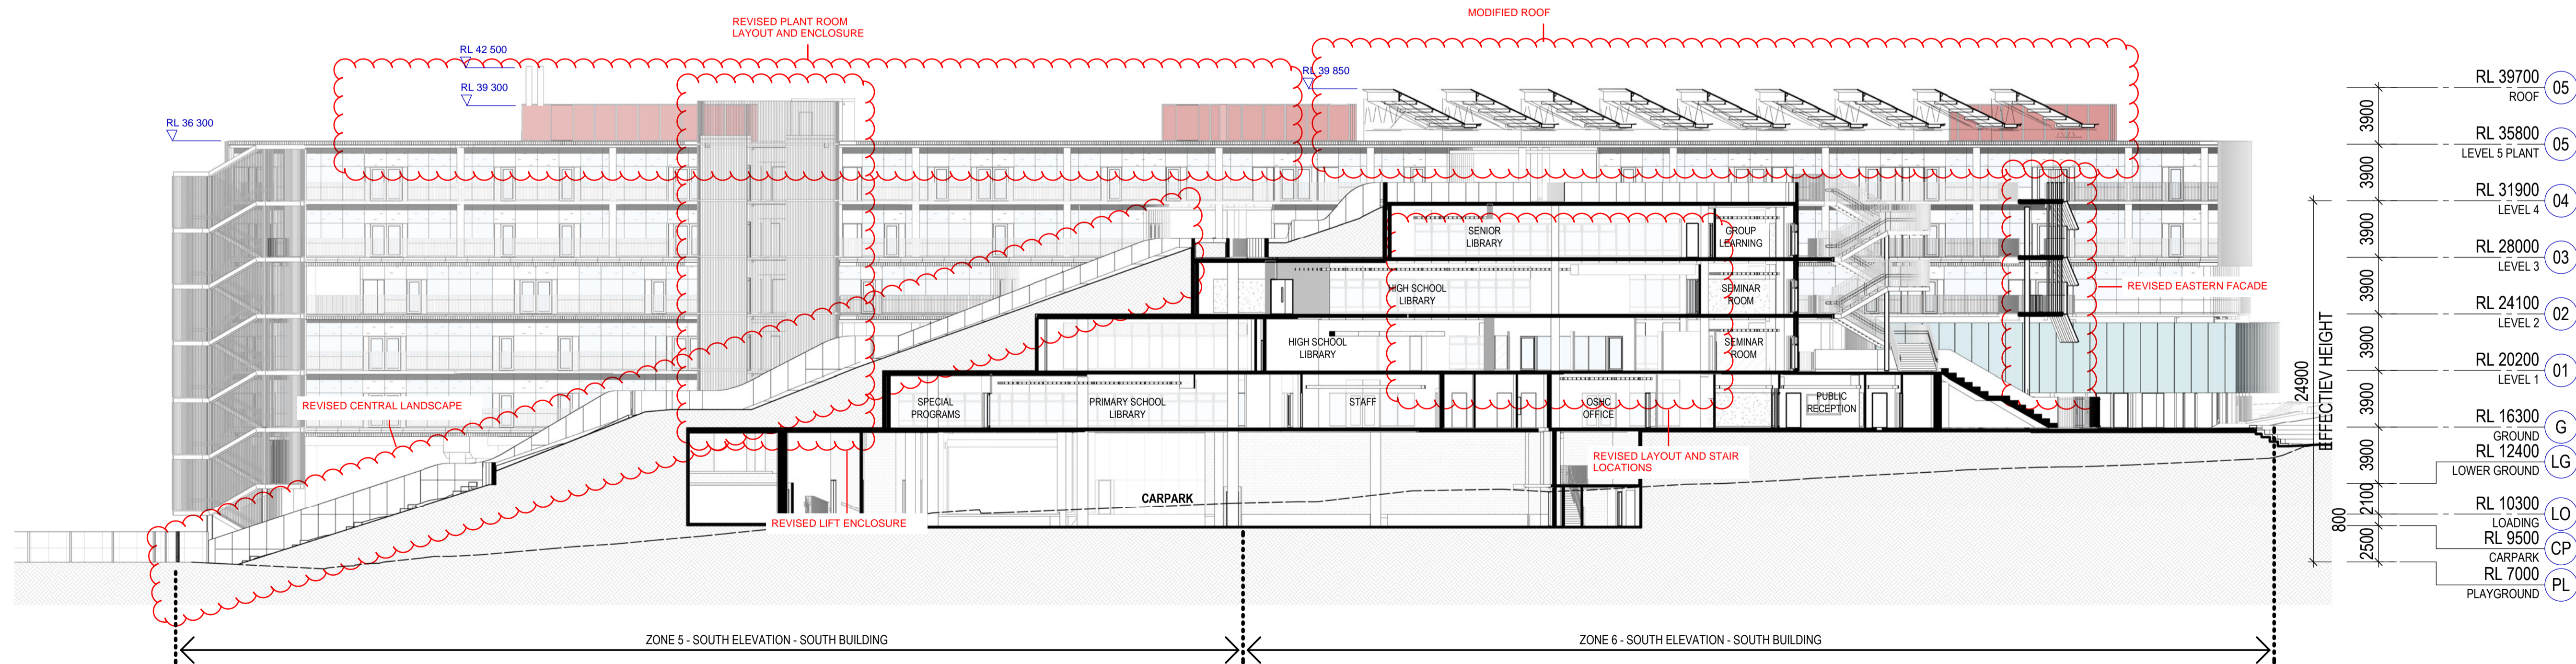 REVISED PLANT ROOM
LAYOUT AND ENCLOSURE
MODIFIED ROOF
RL 42 500
RL 39 300
RL 36 300
RL 39 850
SENIOR
LIBRARY
GROUP
LEARNING
HIGH SCHOOL
LIBRARY
SEMINAR
ROOM
HIGH SCHOOL
LIBRARY
SEMINAR
ROOM
SPECIAL
PROGRAMS
PRIMARY SCHOOL
LIBRARY
STAFF
OSHC
OFFICE
PUBLIC
RECEPTION
REVISED EASTERN FACADE
REVISED CENTRAL LANDSCAPE
REVISED LAYOUT AND STAIR
LOCATIONS
CARPARK
REVISED LIFT ENCLOSURE
ZONE 5 - SOUTH ELEVATION - SOUTH BUILDING
ZONE 6 - SOUTH ELEVATION - SOUTH BUILDING
24900
EFFECTIEV HEIGHT
3900
3900
3900
3900
3900
3900
3900
2100
800
2500
RL 39700
ROOF
05
RL 35800
LEVEL 5 PLANT
05
RL 31900
LEVEL 4
04
RL 28000
LEVEL 3
03
RL 24100
LEVEL 2
02
RL 20200
LEVEL 1
01
RL 16300
GROUND
G
RL 12400
LOWER GROUND
LG
RL 10300
LOADING
LO
RL 9500
CARPARK
CP
RL 7000
PLAYGROUND
PL